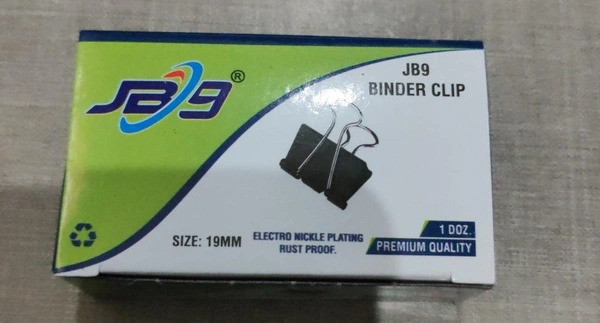 JB9®
JB9
BINDER CLIP
SIZE: 19MM
ELECTRO NICKLE PLATING
RUST PROOF.
1 DOZ.
PREMIUM QUALITY